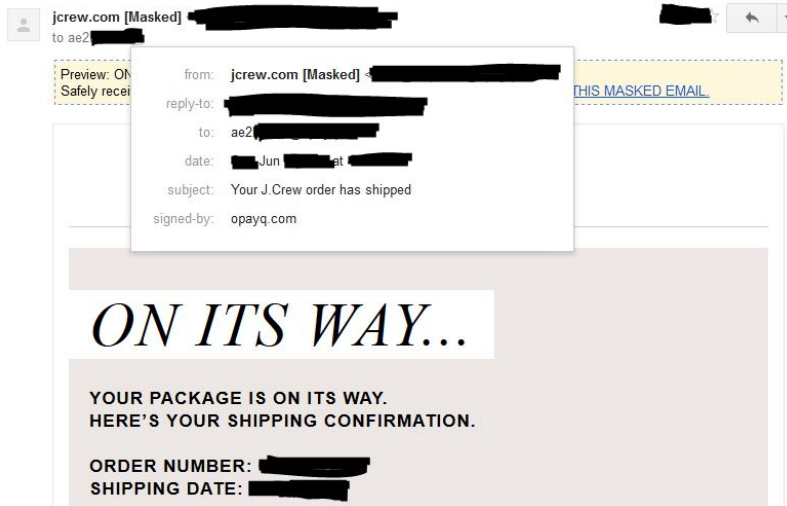 jcrew.com [Masked]
to ae2
Preview: ON
Safely recei
THIS MASKED EMAIL.
from: jcrew.com [Masked] <
reply-to:
to: ae2
date: Jun at
subject: Your J.Crew order has shipped
signed-by: opayq.com
ON ITS WAY...
YOUR PACKAGE IS ON ITS WAY.
HERE'S YOUR SHIPPING CONFIRMATION.
ORDER NUMBER:
SHIPPING DATE: